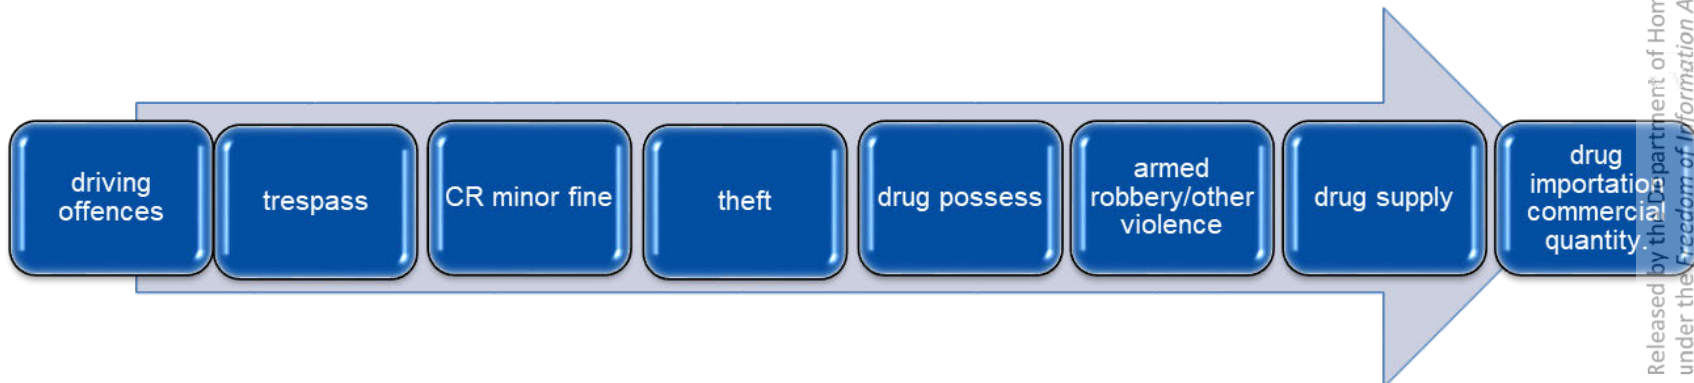 driving
offences
trespass
CR minor fine
theft
drug possess
armed
robbery/other
violence
drug supply
drug
importation
commercial
quantity.
Released by the Department of Hom
under the Freedom of Information A